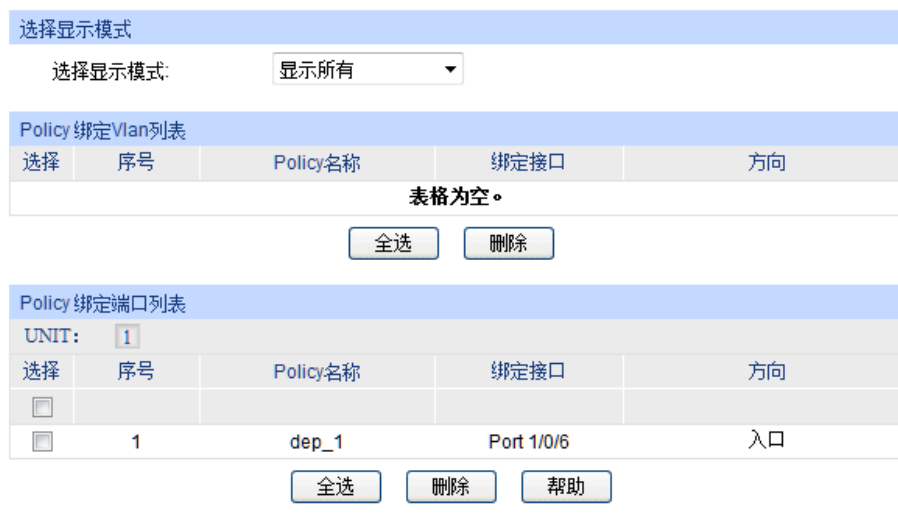 选择显示模式
选择显示模式: 显示所有
Policy 绑定Vlan列表
选择 序号 Policy名称 绑定接口 方向
表格为空。
全选 删除
Policy 绑定端口列表
UNIT: 1
选择 序号 Policy名称 绑定接口 方向
1 dep_1 Port 1/0/6 入口
全选 删除 帮助